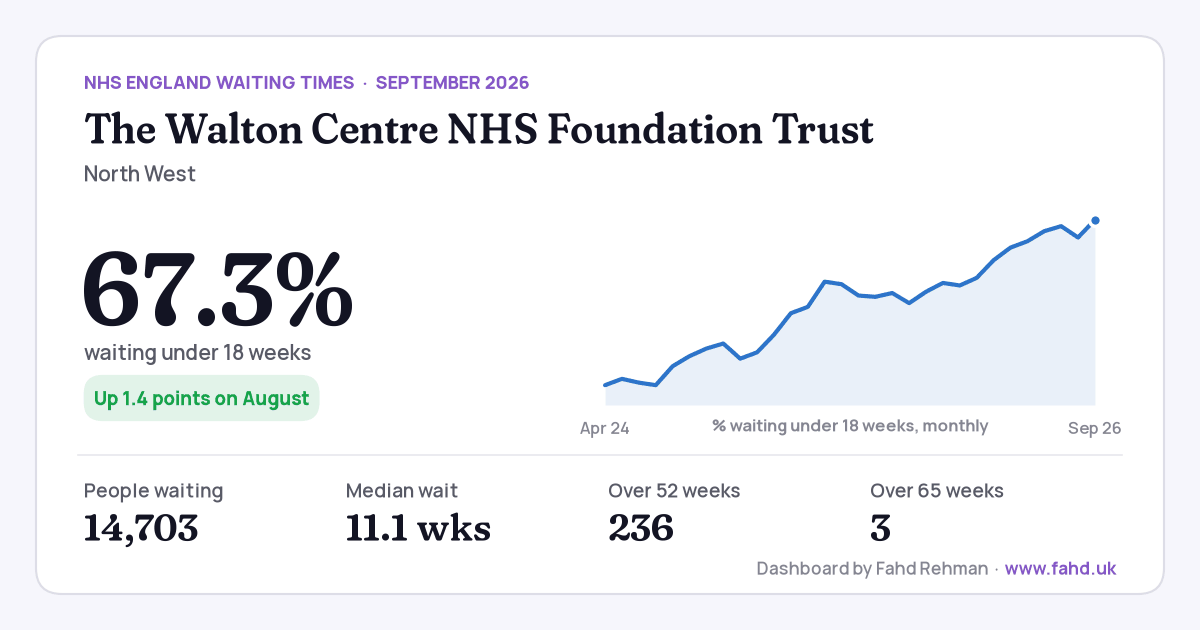 NHS ENGLAND WAITING TIMES · SEPTEMBER 2026
The Walton Centre NHS Foundation Trust
North West
67.3%
waiting under 18 weeks
Up 1.4 points on August
Apr 24
% waiting under 18 weeks, monthly
Sep 26
People waiting
14,703
Median wait
11.1 wks
Over 52 weeks
236
Over 65 weeks
3
Dashboard by Fahd Rehman · www.fahd.uk